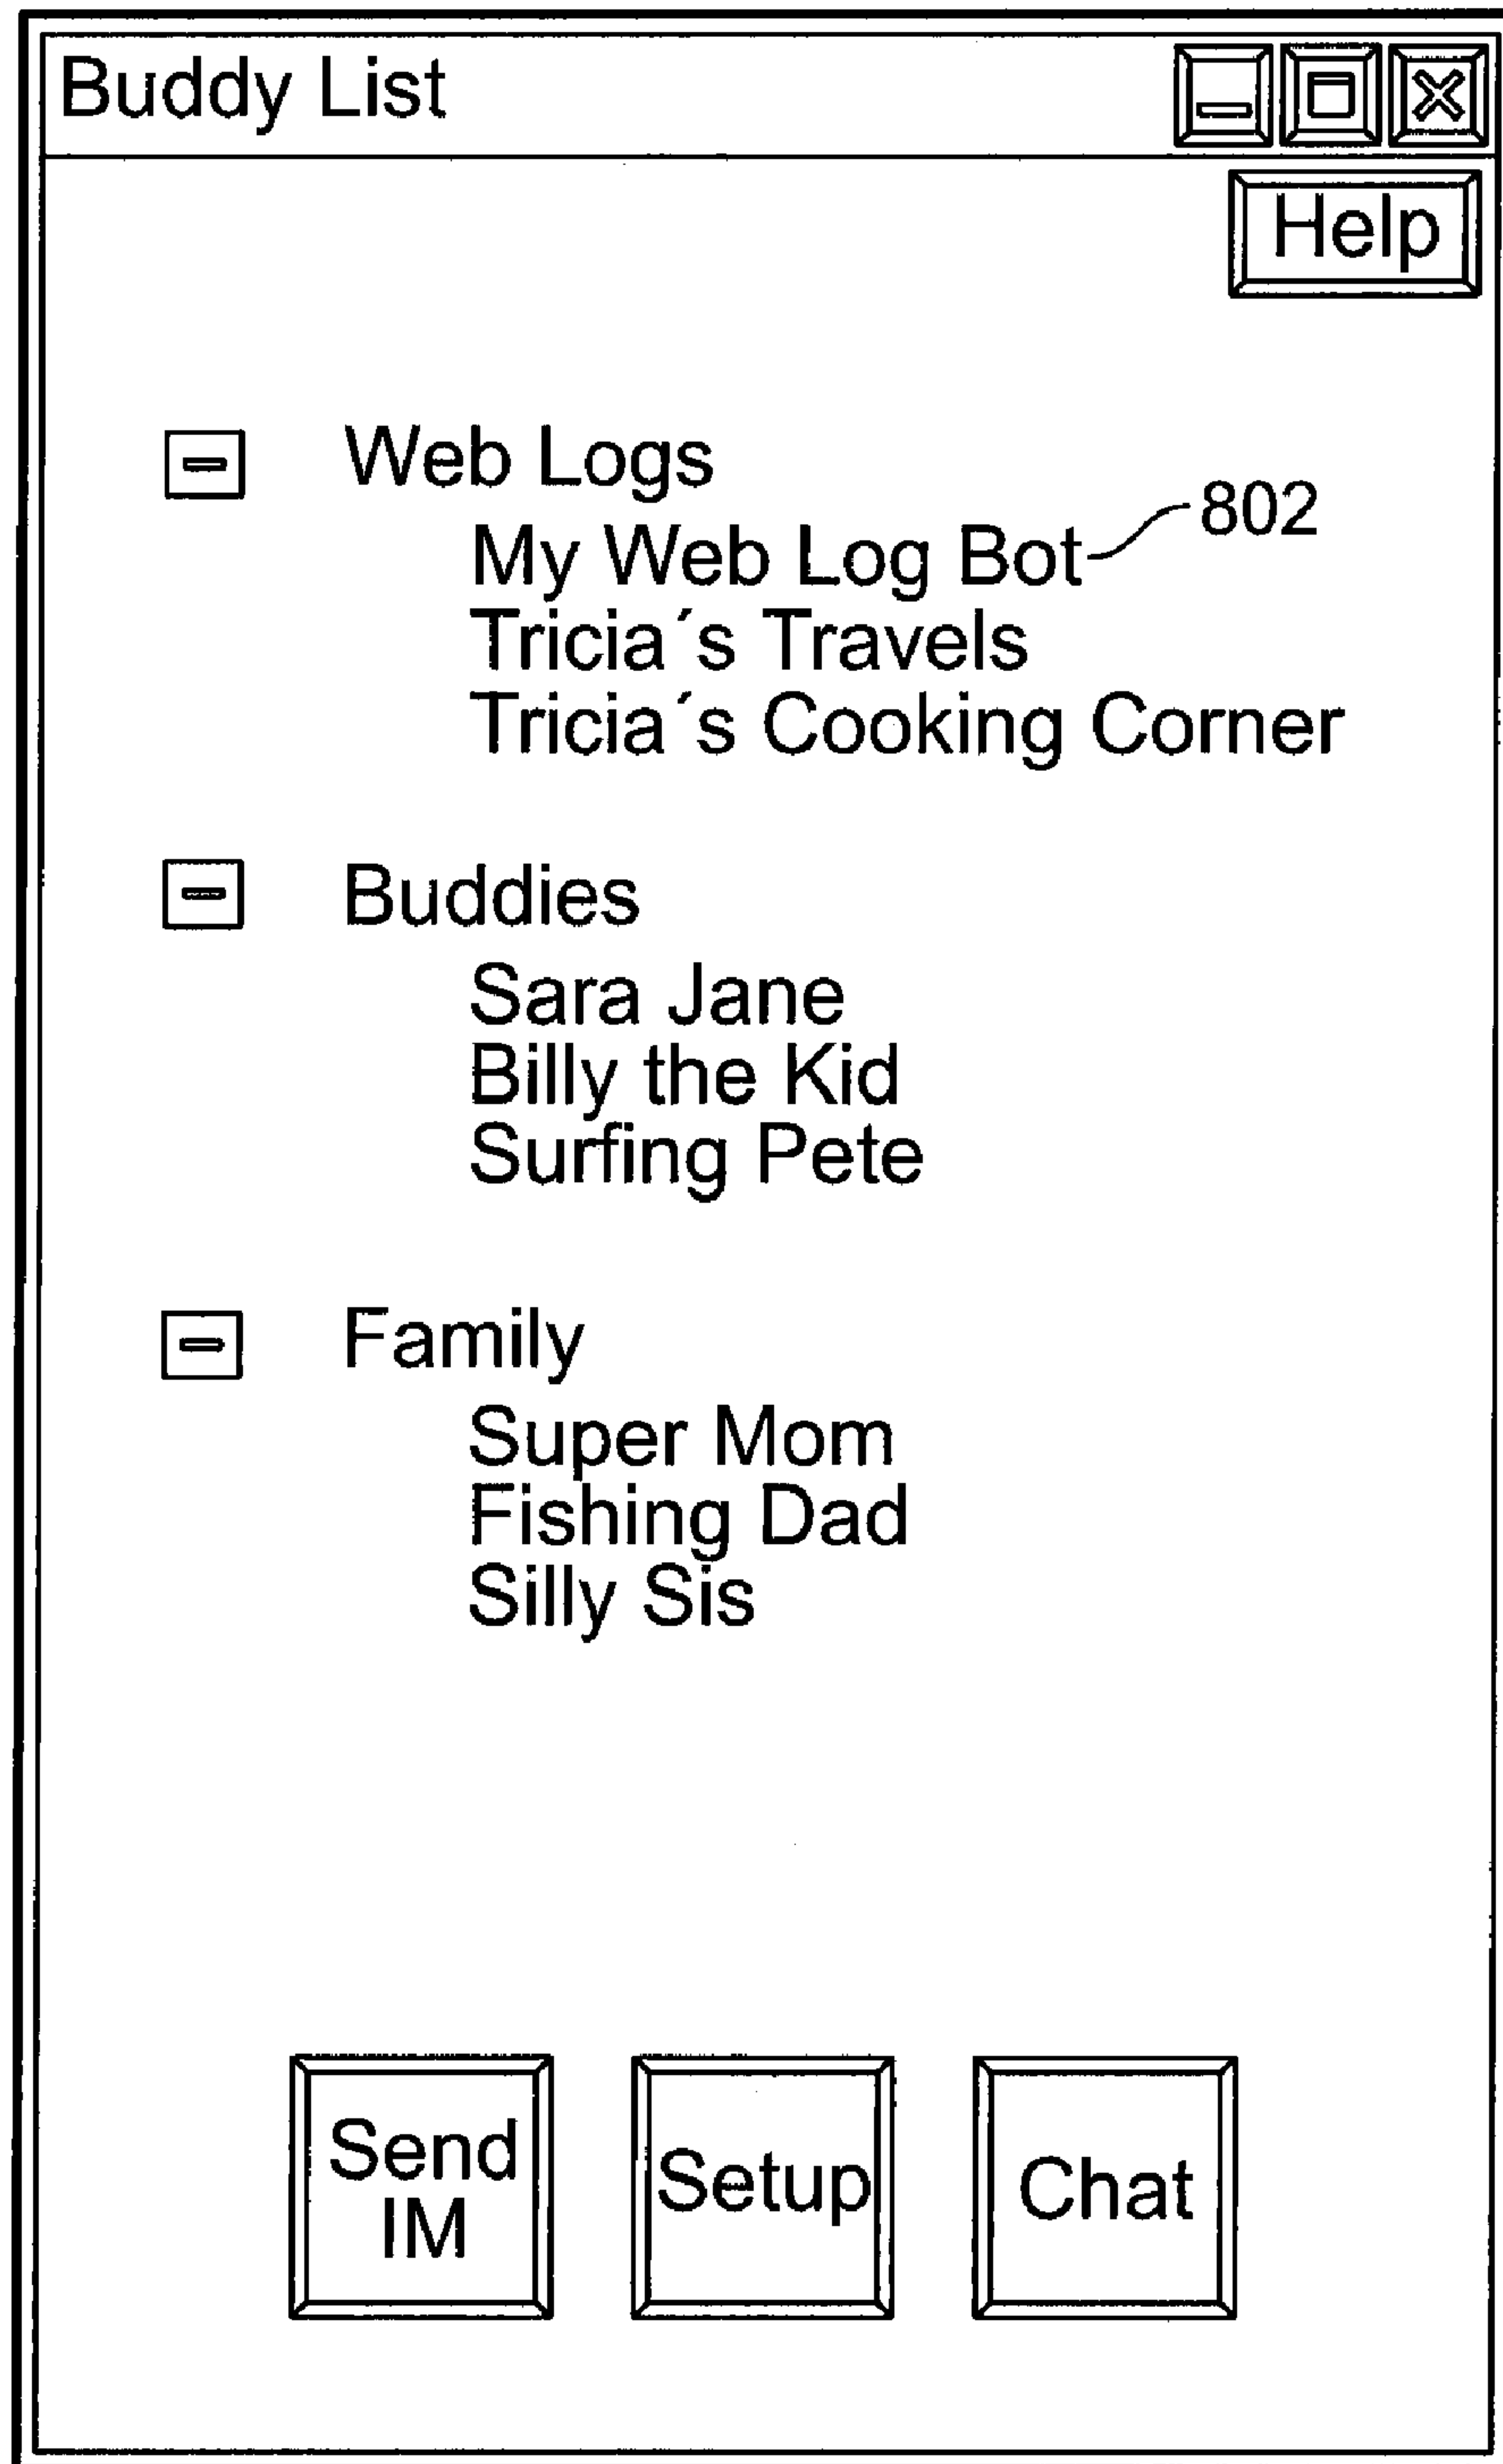 Buddy List
Help
Web Logs
802
My Web Log Bot
Tricia´s Travels
Tricia´s Cooking Corner
Buddies
Sara Jane
Billy the Kid
Surfing Pete
Family
Super Mom
Fishing Dad
Silly Sis
Send
IM
Setup
Chat